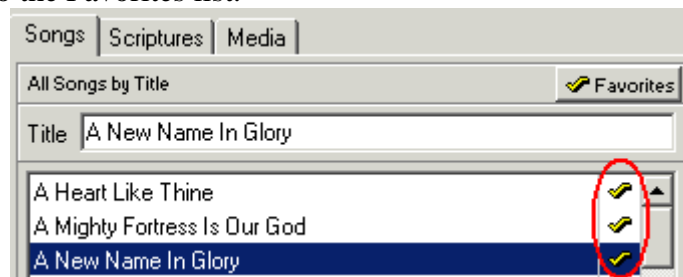 o the Favorites list.
Songs Scriptures Media
All Songs by Title Favorites
Title A New Name In Glory
A Heart Like Thine
A Mighty Fortress Is Our God
A New Name In Glory